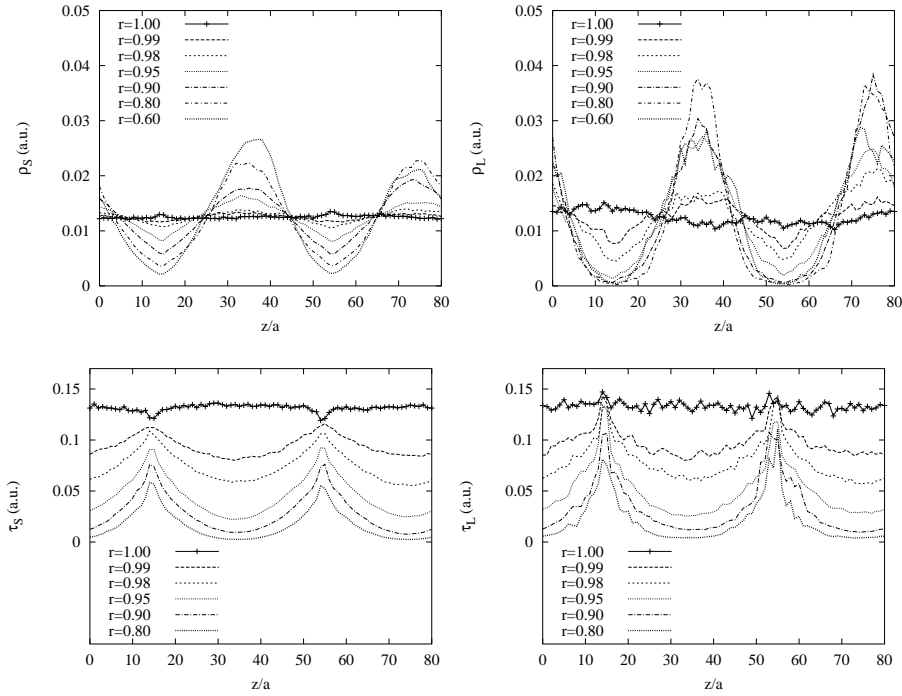 r=1.00
r=0.99
r=0.98
r=0.95
r=0.90
r=0.80
r=0.60
0.05
0.04
0.03
0.02
0.01
0
ρS (a.u.)
0 10 20 30 40 50 60 70 80
z/a
r=1.00
r=0.99
r=0.98
r=0.95
r=0.90
r=0.80
r=0.60
0.05
0.04
0.03
0.02
0.01
0
ρL (a.u.)
0 10 20 30 40 50 60 70 80
z/a
0.15
0.1
0.05
0
τS (a.u.)
r=1.00
r=0.99
r=0.98
r=0.95
r=0.90
r=0.80
0 10 20 30 40 50 60 70 80
z/a
0.15
0.1
0.05
0
τL (a.u.)
r=1.00
r=0.99
r=0.98
r=0.95
r=0.90
r=0.80
0 10 20 30 40 50 60 70 80
z/a